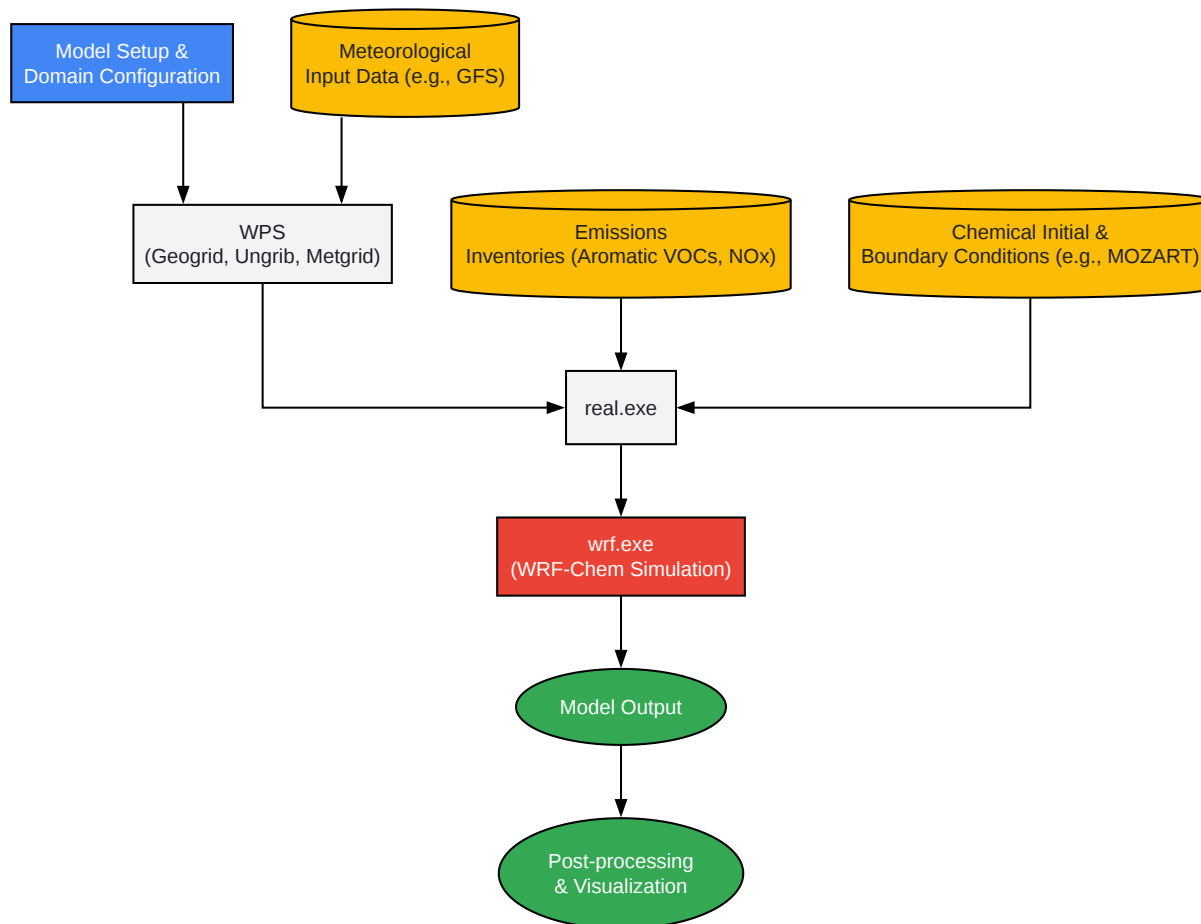 Model Setup &
Domain Configuration
Meteorological
Input Data (e.g., GFS)
WPS
(Geogrid, Ungrib, Metgrid)
Emissions
Inventories (Aromatic VOCs, NOx)
Chemical Initial &
Boundary Conditions (e.g., MOZART)
real.exe
wrf.exe
(WRF-Chem Simulation)
Model Output
Post-processing
& Visualization